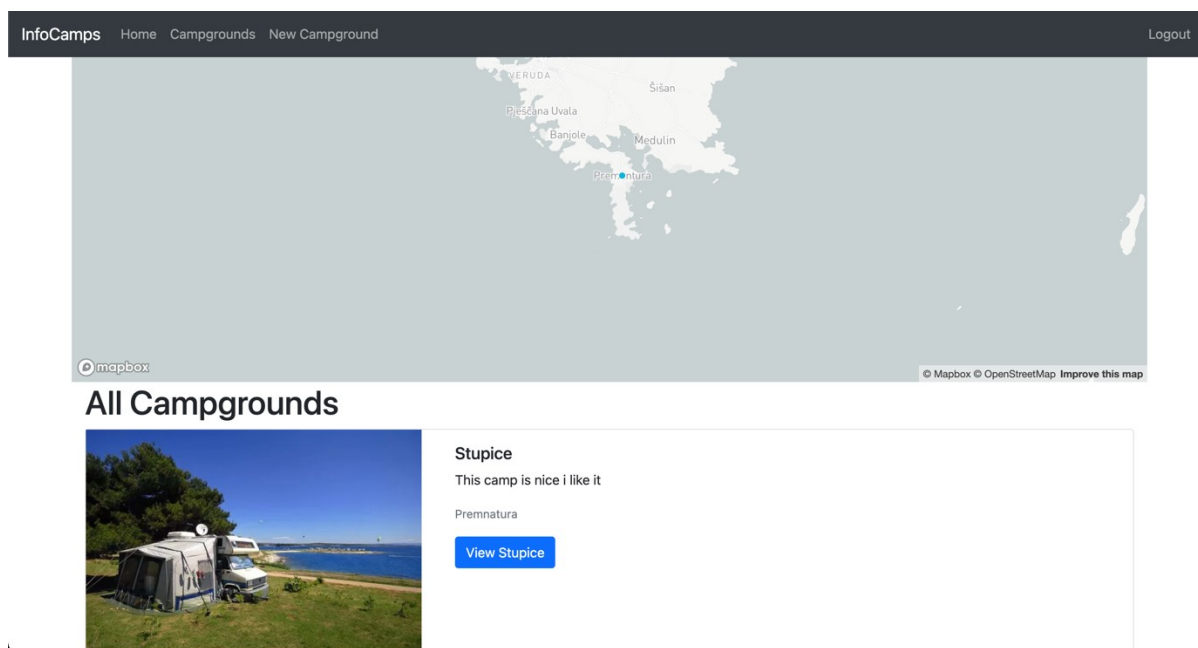 InfoCamps Home Campgrounds New Campground Logout
VERUDA
Šišan
Pješčana Uvala
Banjole
Medulin
Premantura
mapbox
© Mapbox © OpenStreetMap Improve this map
All Campgrounds
Stupice
This camp is nice i like it
Premnatura
View Stupice